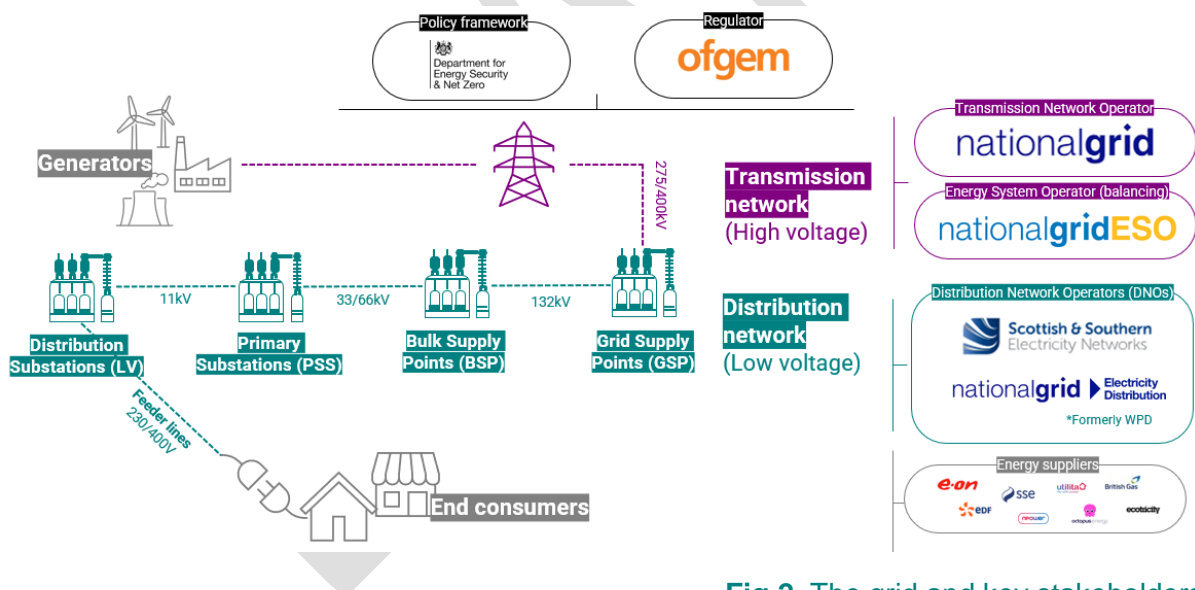 Policy framework
Department for
Energy Security
& Net Zero
Regulator
ofgem
Generators
275/400kV
Transmission
network
(High voltage)
Transmission Network Operator
nationalgrid
Energy System Operator (balancing)
nationalgridESO
11kV
33/66kV
132kV
Distribution
Substations (LV)
Primary
Substations (PSS)
Bulk Supply
Points (BSP)
Grid Supply
Points (GSP)
Distribution
network
(Low voltage)
Distribution Network Operators (DNOs)
Scottish & Southern
Electricity Networks
nationalgrid
Electricity
Distribution
*Formerly WPD
Feeder lines
230/400V
End consumers
Energy suppliers
e·on
sse
utilita
British Gas
eDF
npower
octopusenergy
ecotricity